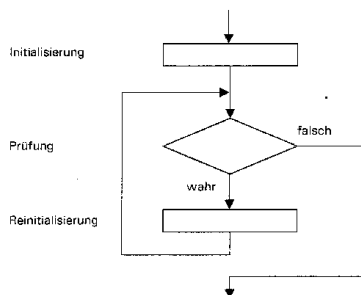 Initialisierung
falsch
Prüfung
wahr
Reinitialisierung